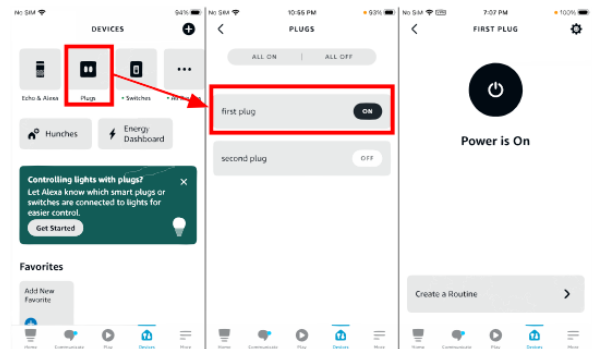 No SIM 94%
DEVICES
Echo & Alexa Plugs • Switches
Hunches
Energy
Dashboard
Controlling lights with plugs?
Let Alexa know which smart plugs or
switches are connected to lights for
easier control.
Get Started
Favorites
Add New
Favorite
Home Communicate Play Devices More
No SIM 10:55 PM 93%
PLUGS
ALL ON | ALL OFF
first plug ON
second plug OFF
Home Communicate Play Devices More
No SIM 7:07 PM 100%
FIRST PLUG
Power is On
Create a Routine
Home Communicate Play Devices More